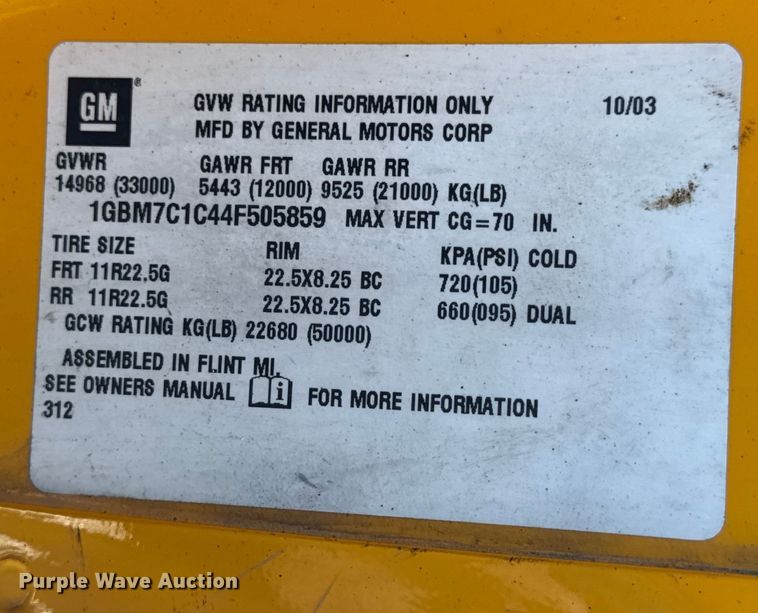 GM®
GVW RATING INFORMATION ONLY 10/03
MFD BY GENERAL MOTORS CORP
GVWR GAWR FRT GAWR RR
14968 (33000) 5443 (12000) 9525 (21000) KG(LB)
1GBM7C1C44F505859 MAX VERT CG=70 IN.
TIRE SIZE RIM KPA(PSI) COLD
FRT 11R22.5G 22.5X8.25 BC 720(105)
RR 11R22.5G 22.5X8.25 BC 660(095) DUAL
GCW RATING KG(LB) 22680 (50000)
ASSEMBLED IN FLINT MI.
SEE OWNERS MANUAL i FOR MORE INFORMATION
312
Purple Wave Auction